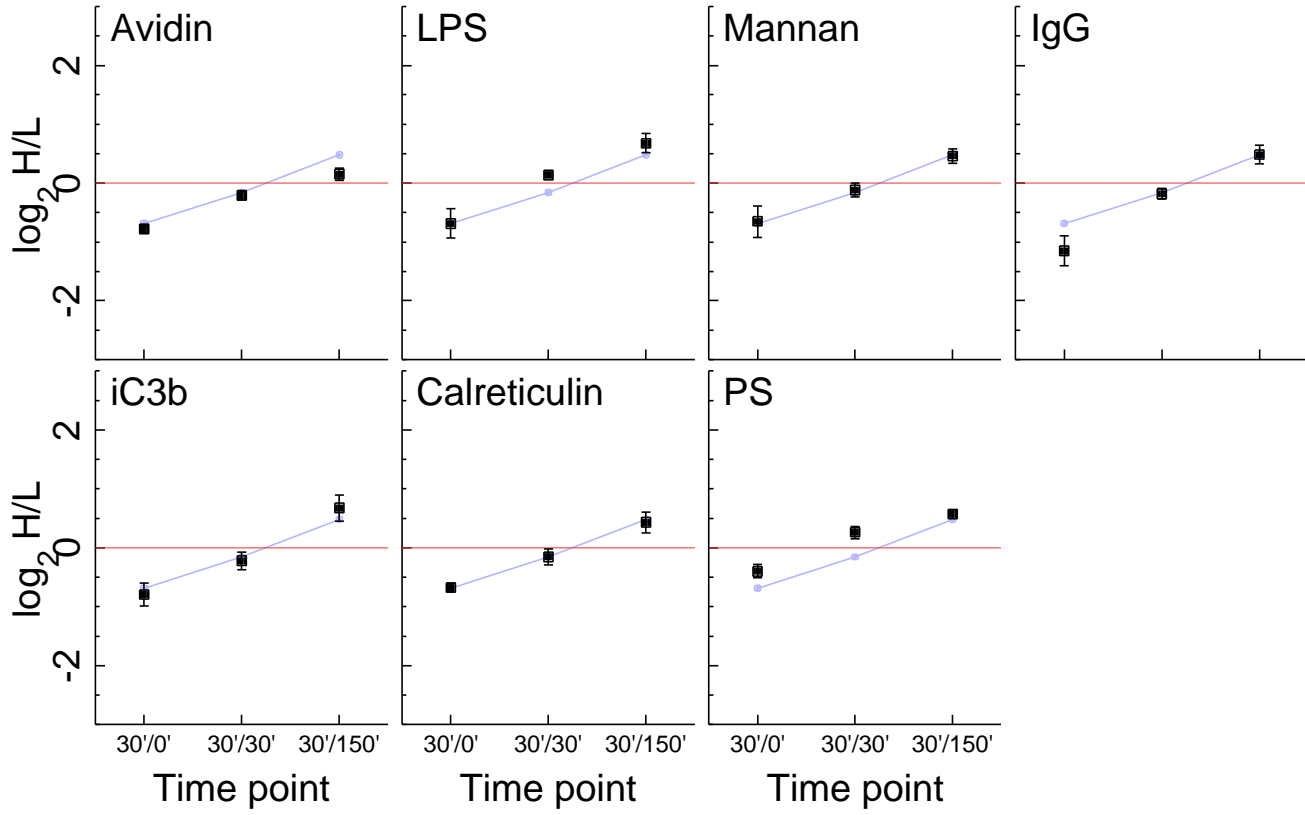 Avidin
LPS
Mannan
IgG
log2 H/L
2
0
-2
iC3b
Calreticulin
PS
log2 H/L
2
0
-2
30'/0' 30'/30' 30'/150'
30'/0' 30'/30' 30'/150'
30'/0' 30'/30' 30'/150'
Time point
Time point
Time point